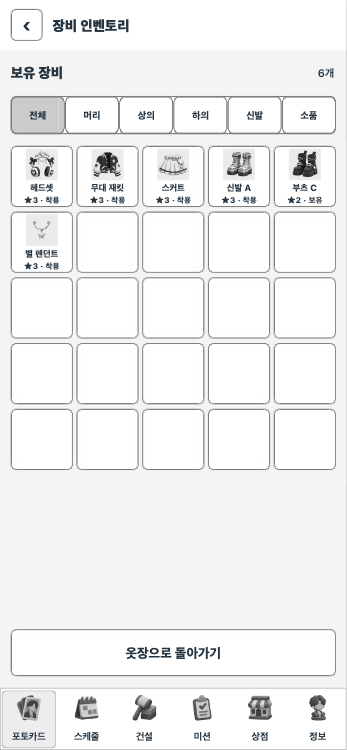 장비 인벤토리
보유 장비 6개
전체 머리 상의 하의 신발 소품
헤드셋 무대 재킷 스커트 신발 A 부츠 C
★3 · 착용 ★3 · 착용 ★3 · 착용 ★3 · 착용 ★2 · 보유
별 펜던트
★3 · 착용
옷장으로 돌아가기
포토카드 스케줄 건설 미션 상점 정보